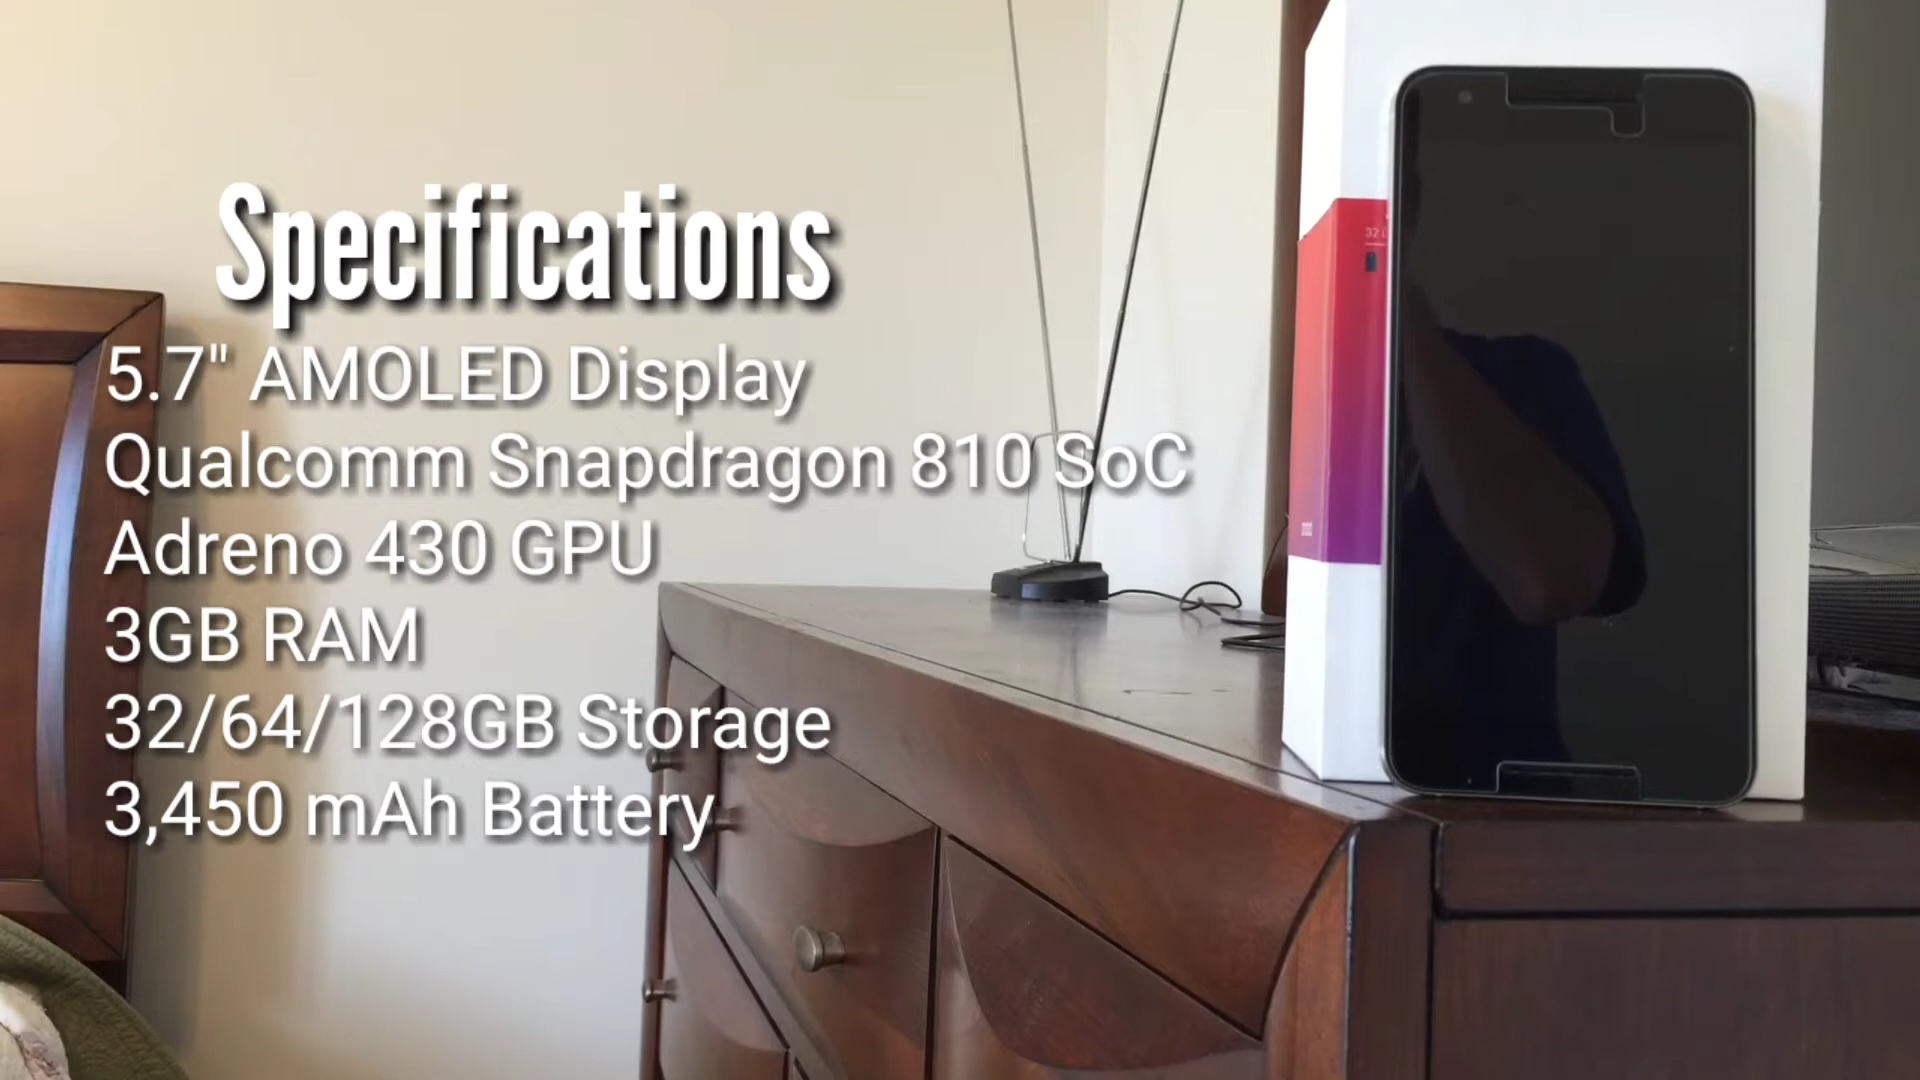 Specifications
5.7" AMOLED Display
Qualcomm Snapdragon 810 SoC
Adreno 430 GPU
3GB RAM
32/64/128GB Storage
3,450 mAh Battery
32